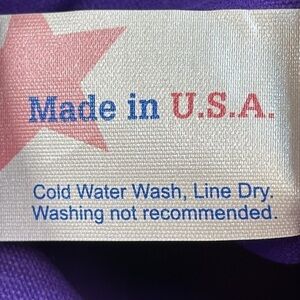 Made in U.S.A.
Cold Water Wash, Line Dry.
Washing not recommended.